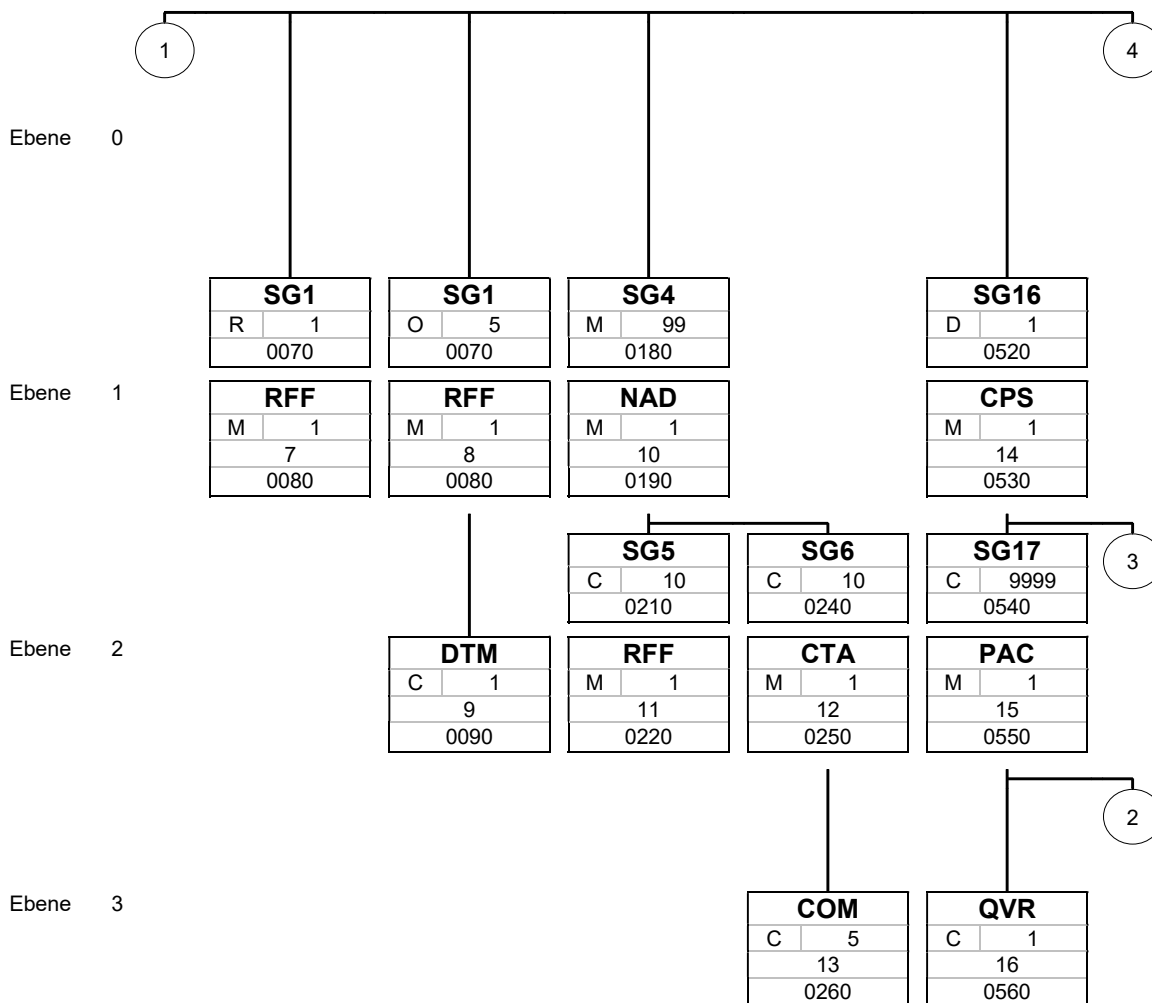 1 4
Ebene 0
SG1 SG1 SG4 SG16
R 1 O 5 M 99 D 1
0070 0070 0180 0520
Ebene 1 RFF RFF NAD CPS
M 1 M 1 M 1 M 1
7 8 10 14
0080 0080 0190 0530
SG5 SG6 SG17 3
C 10 C 10 C 9999
0210 0240 0540
Ebene 2 DTM RFF CTA PAC
C 1 M 1 M 1 M 1
9 11 12 15
0090 0220 0250 0550
2
Ebene 3 COM QVR
C 5 C 1
13 16
0260 0560